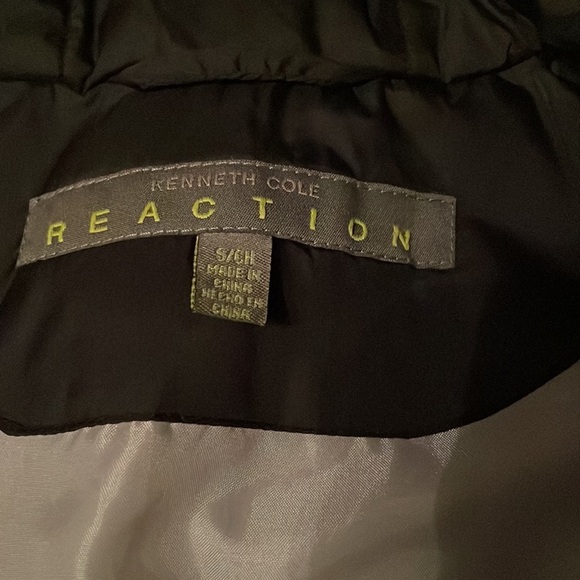 KENNETH COLE
REACTION
S/CH
MADE IN
CHINA
HECHO EN
CHINA